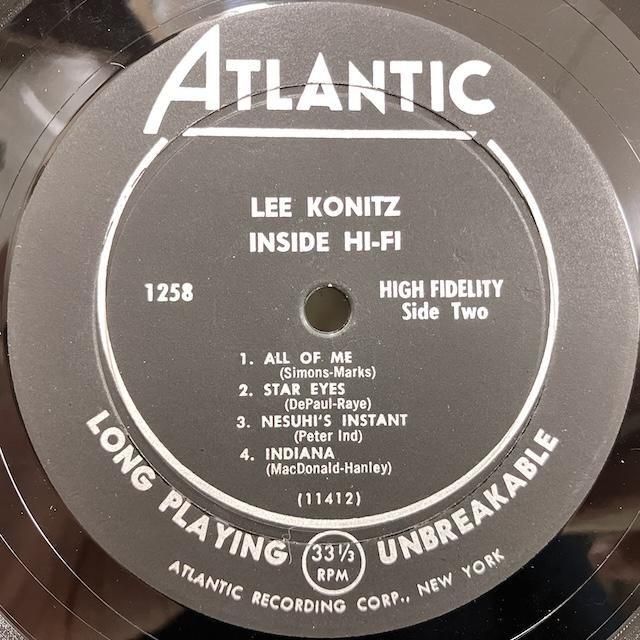 ATLANTIC
LEE KONITZ
INSIDE HI-FI
1258
HIGH FIDELITY
Side Two
1. ALL OF ME
(Simons-Marks)
2. STAR EYES
(DePaul-Raye)
3. NESUHI'S INSTANT
(Peter Ind)
4. INDIANA
(MacDonald-Hanley)
(11412)
LONG PLAYING 33⅓ RPM UNBREAKABLE
ATLANTIC RECORDING CORP., NEW YORK